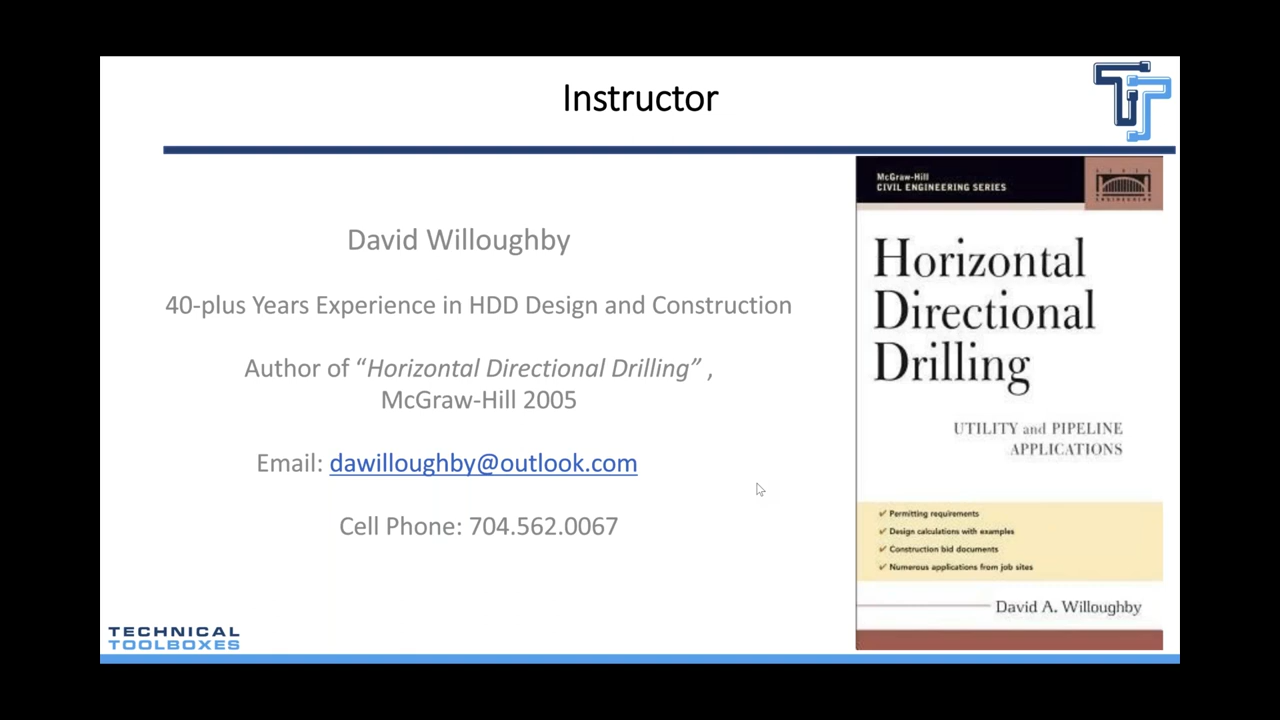 Instructor
McGraw-Hill
CIVIL ENGINEERING SERIES
David Willoughby
40-plus Years Experience in HDD Design and Construction
Author of “Horizontal Directional Drilling” ,
McGraw-Hill 2005
Email: dawilloughby@outlook.com
Cell Phone: 704.562.0067
Horizontal
Directional
Drilling
UTILITY and PIPELINE
APPLICATIONS
✓ Permitting requirements
✓ Design calculations with examples
✓ Construction bid documents
✓ Numerous applications from job sites
David A. Willoughby
TECHNICAL
TOOLBOXES